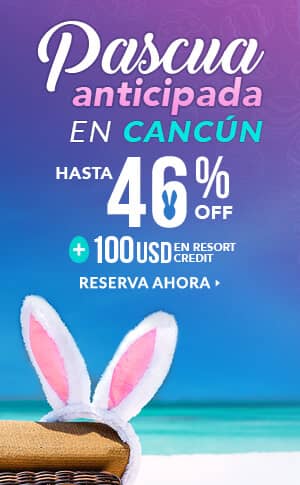 Pascua
anticipada
EN CANCÚN
HASTA 46% OFF
+ 100 USD EN RESORT CREDIT
RESERVA AHORA